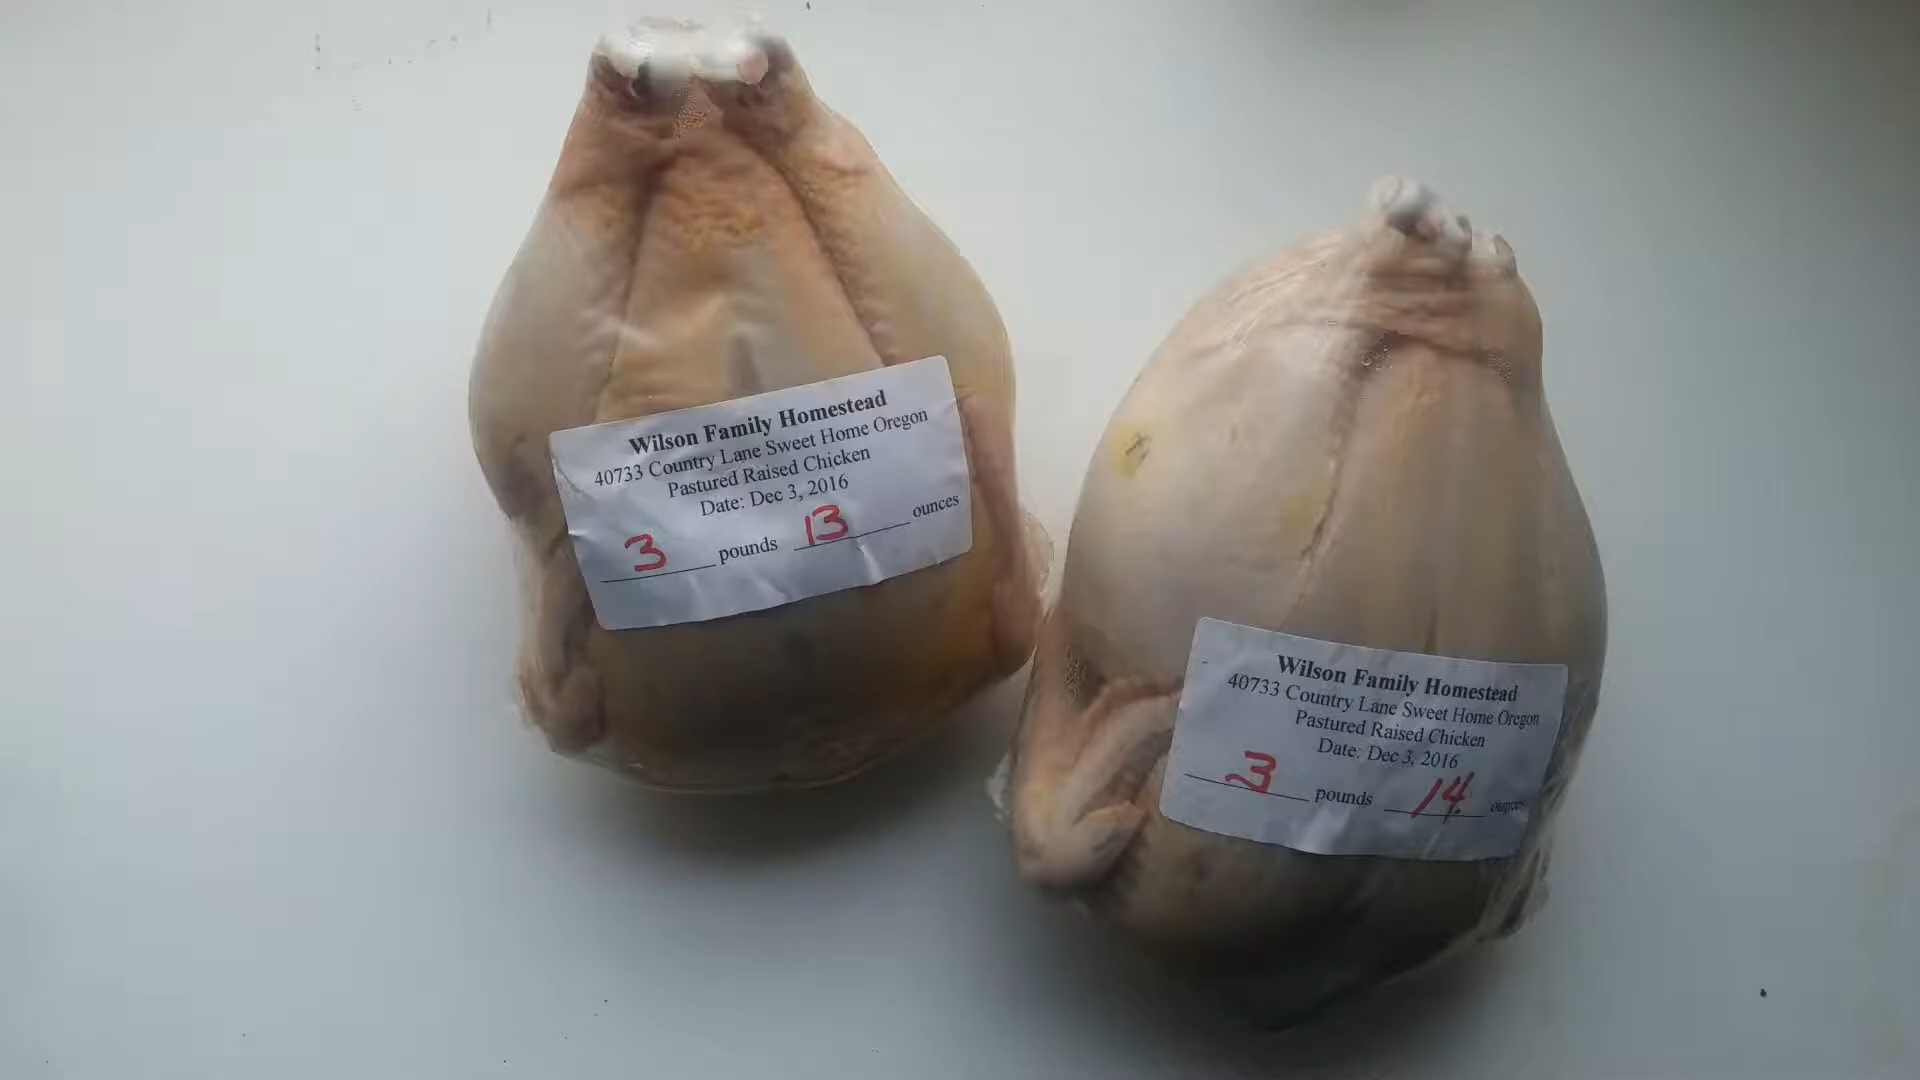 Wilson Family Homestead
40733 Country Lane Sweet Home Oregon
Pastured Raised Chicken
Date: Dec 3, 2016
3 pounds 13 ounces
Wilson Family Homestead
40733 Country Lane Sweet Home Oregon
Pastured Raised Chicken
Date: Dec 3, 2016
3 pounds 14 ounces